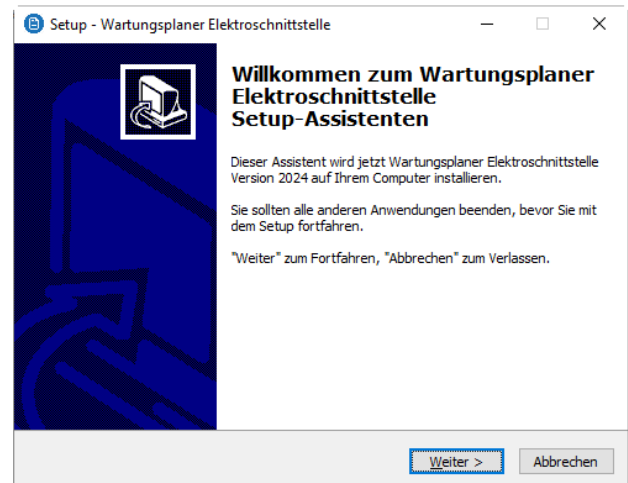 Setup - Wartungsplaner Elektroschnittstelle
Willkommen zum Wartungsplaner
Elektroschnittstelle
Setup-Assistenten
Dieser Assistent wird jetzt Wartungsplaner Elektroschnittstelle
Version 2024 auf Ihrem Computer installieren.
Sie sollten alle anderen Anwendungen beenden, bevor Sie mit
dem Setup fortfahren.
"Weiter" zum Fortfahren, "Abbrechen" zum Verlassen.
Weiter >
Abbrechen